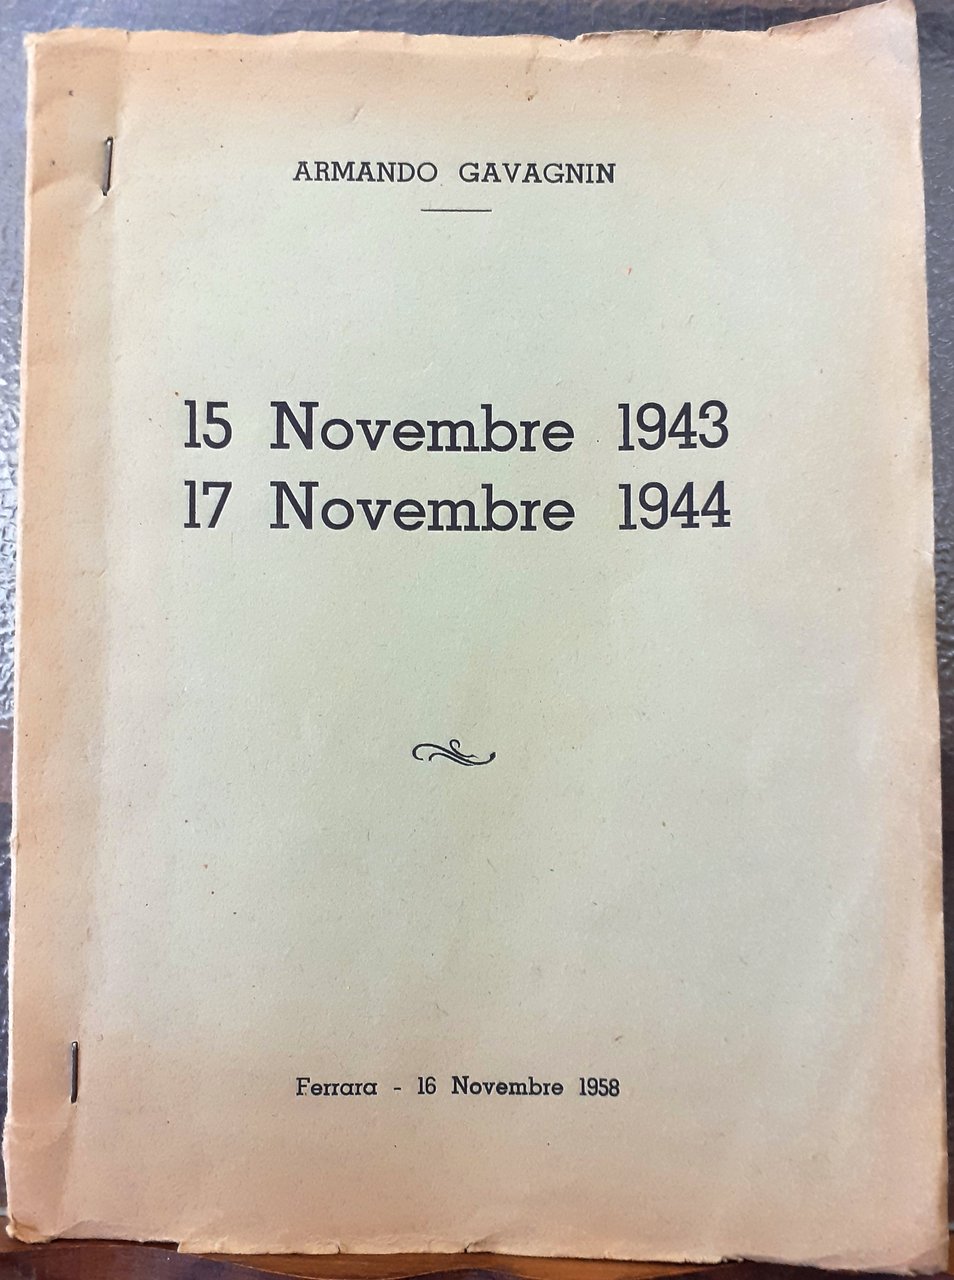 ARMANDO GAVAGNIN
15 Novembre 1943
17 Novembre 1944
Ferrara - 16 Novembre 1958